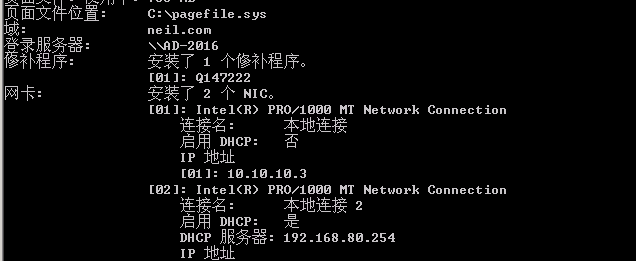 页面文件位置:    C:\pagefile.sys
域:              neil.com
登录服务器:      \\AD-2016
修补程序:        安装了 1 个修补程序。
[01]: Q147222
网卡:            安装了 2 个 NIC。
[01]: Intel(R) PRO/1000 MT Network Connection
连接名:      本地连接
启用 DHCP:   否
IP 地址
[01]: 10.10.10.3
[02]: Intel(R) PRO/1000 MT Network Connection
连接名:      本地连接 2
启用 DHCP:   是
DHCP 服务器: 192.168.80.254
IP 地址